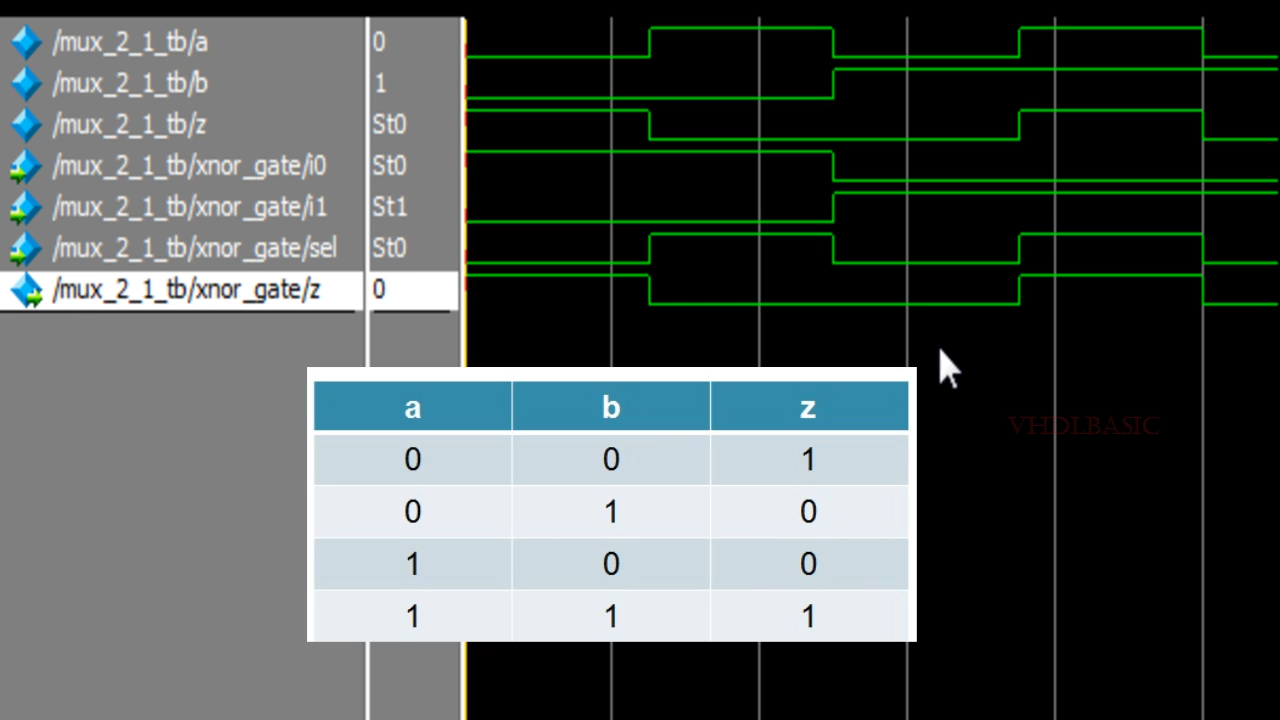 /mux_2_1_tb/a 0
/mux_2_1_tb/b 1
/mux_2_1_tb/z St0
/mux_2_1_tb/xnor_gate/i0 St0
/mux_2_1_tb/xnor_gate/i1 St1
/mux_2_1_tb/xnor_gate/sel St0
/mux_2_1_tb/xnor_gate/z 0
a b z
VHDLBASIC
0 0 1
0 1 0
1 0 0
1 1 1